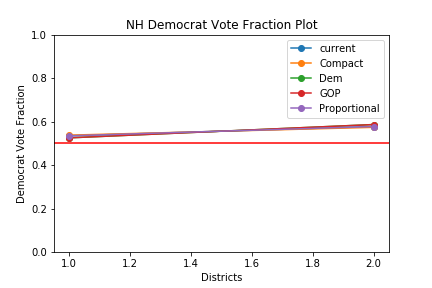 NH Democrat Vote Fraction Plot
Democrat Vote Fraction
1.0
0.8
0.6
0.4
0.2
0.0
current
Compact
Dem
GOP
Proportional
1.0 1.2 1.4 1.6 1.8 2.0
Districts